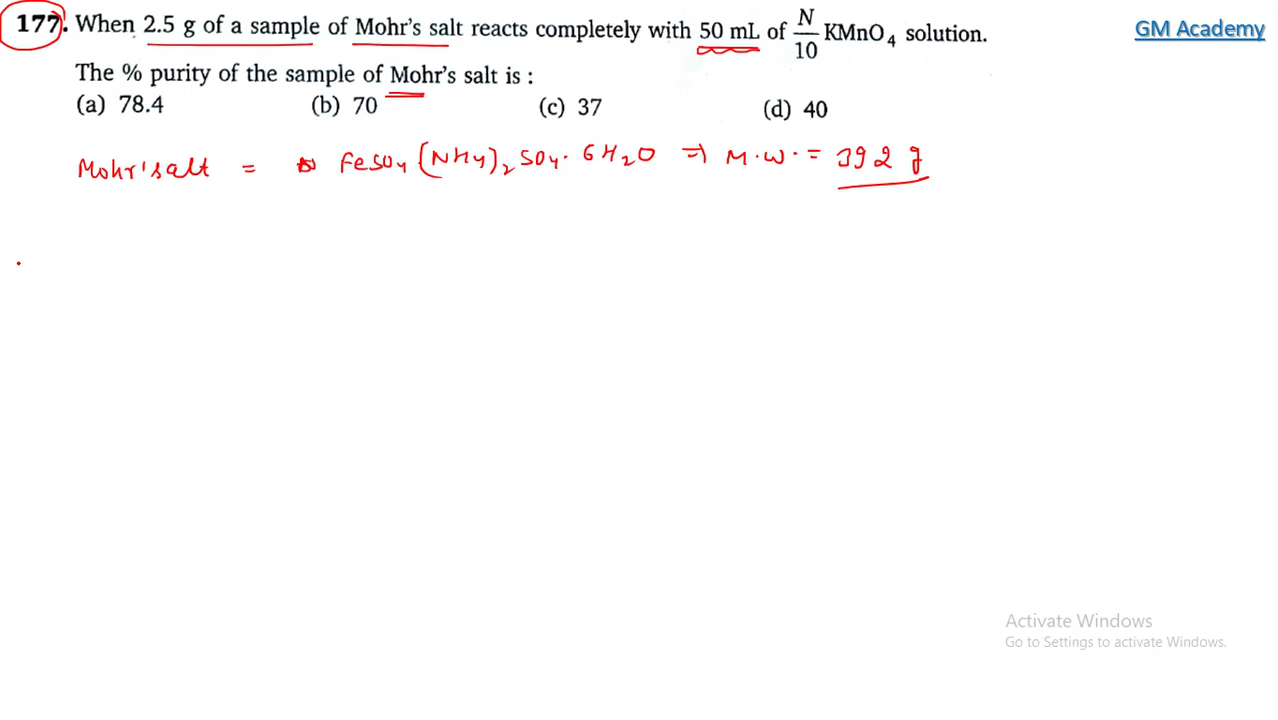 177. When 2.5 g of a sample of Mohr's salt reacts completely with 50 mL of N/10 KMnO₄ solution.
GM Academy
The % purity of the sample of Mohr's salt is :
(a) 78.4 (b) 70 (c) 37 (d) 40
Mohr'salt = FeSO₄ (NH₄)₂ SO₄. 6H₂O ⇒ M.W. = 392 g
Activate Windows
Go to Settings to activate Windows.